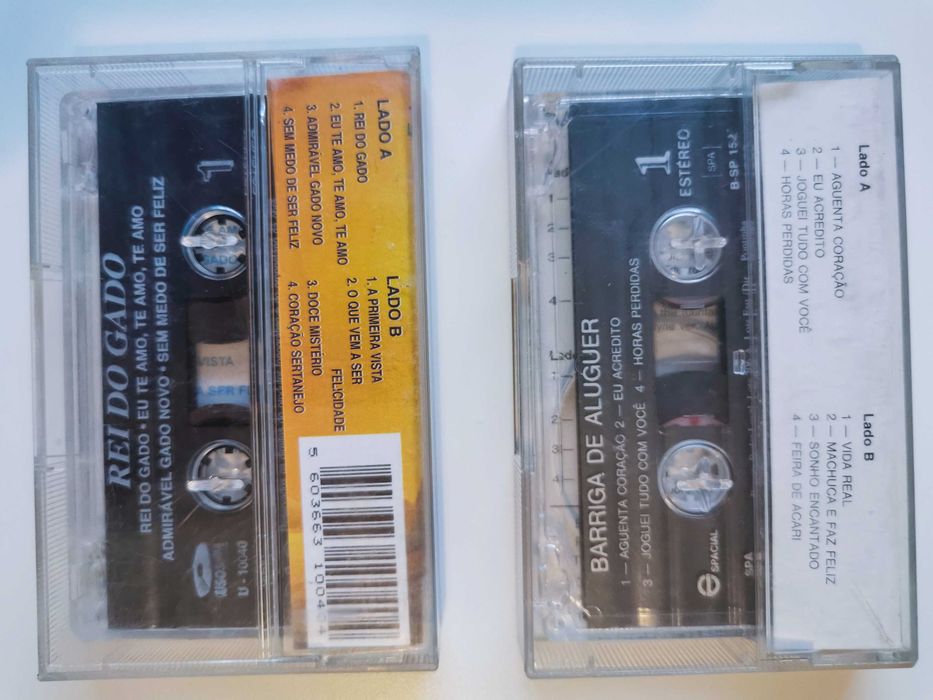 REI DO GADO
REI DO GADO • EU TE AMO, TE AMO, TE AMO
ADMIRÁVEL GADO NOVO • SEM MEDO DE SER FELIZ
1
GADO
VISTA
A SER
LADO A
1. REI DO GADO
2. EU TE AMO, TE AMO, TE AMO
3. ADMIRÁVEL GADO NOVO
4. SEM MEDO DE SER FELIZ
LADO B
1. A PRIMEIRA VISTA
2. O QUE VEM A SER
FELICIDADE
3. DOCE MISTÉRIO
4. CORAÇÃO SERTANEJO
5 603663 1004
BARRIGA DE ALUGUER
1 — AGUENTA CORAÇÃO 2 — EU ACREDITO
3 — JOGUEI TUDO COM VOCÊ 4 — HORAS PERDIDAS
1
ESTÉREO
SPA
B-SP 152
SPACIAL
SPA
Lado A
1 — AGUENTA CORAÇÃO
2 — EU ACREDITO
3 — JOGUEI TUDO COM VOCÊ
4 — HORAS PERDIDAS
Lado B
1 — VIDA REAL
2 — MACHUCA E FAZ FELIZ
3 — SONHO ENCANTADO
4 — FEIRA DE ACARI